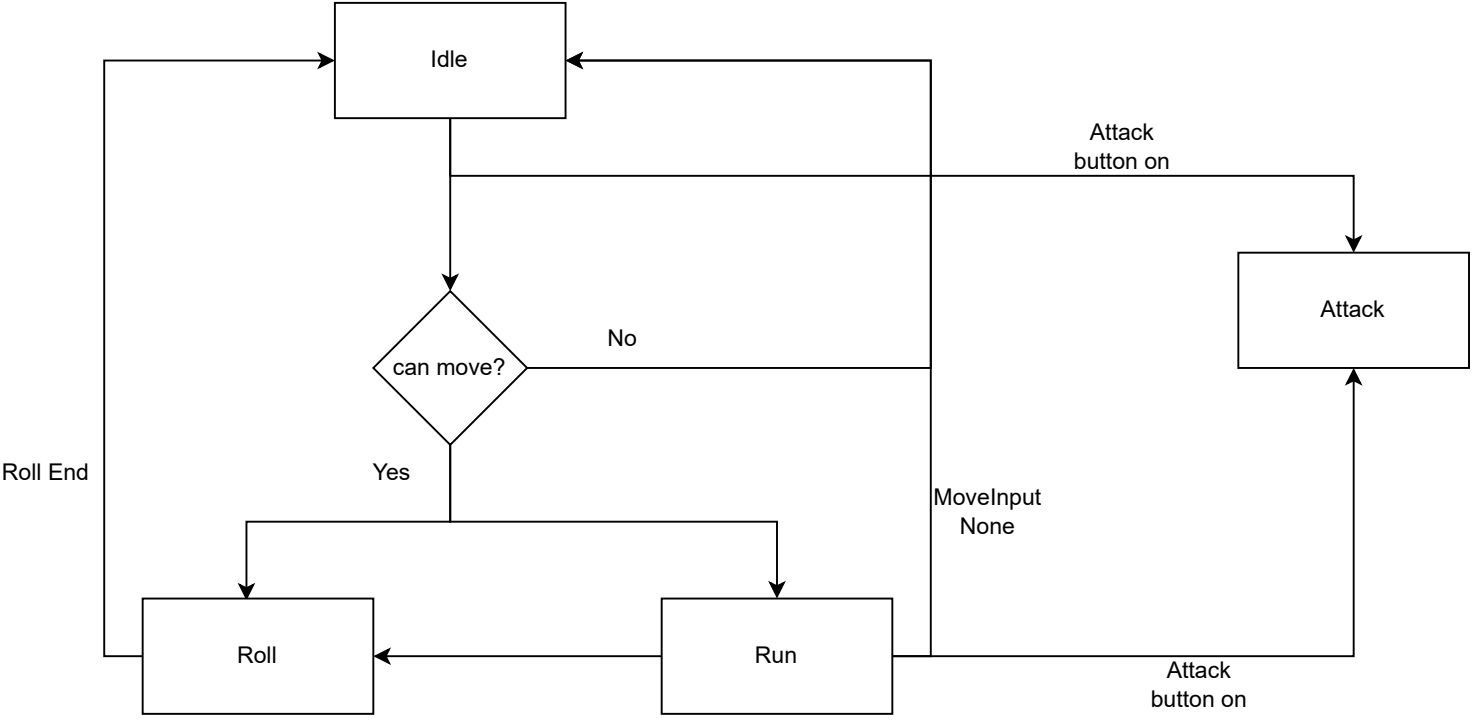 Idle
Attack
button on
Attack
No
can move?
Roll End
Yes
MoveInput
None
Roll
Run
Attack
button on